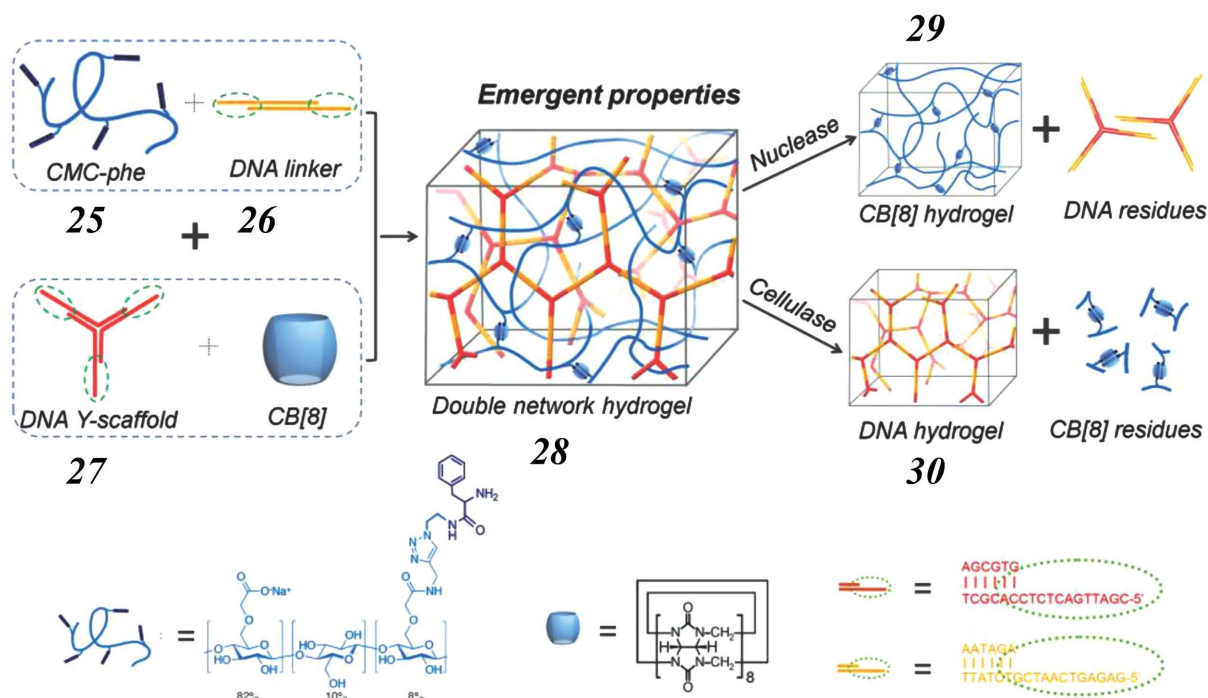 29
Emergent properties
CMC-phe
DNA linker
25
26
Nuclease
CB[8] hydrogel
DNA residues
Cellulase
DNA Y-scaffold
CB[8]
27
Double network hydrogel
28
DNA hydrogel
CB[8] residues
30
NH₂
NH
O
N
N=N
O
NH
O
O
O-Na⁺
O
HO
OH
O
OH
HO
O
OH
O
HO
OH
82%
10%
8%
=
O
N
N-CH₂
H
H
N
N-CH₂
O
8
=
AGCGTG
TCGCACCTCTCAGTTAGC-5'
=
AATAGA
TTATCTGCTAACTGAGAG-5'
=